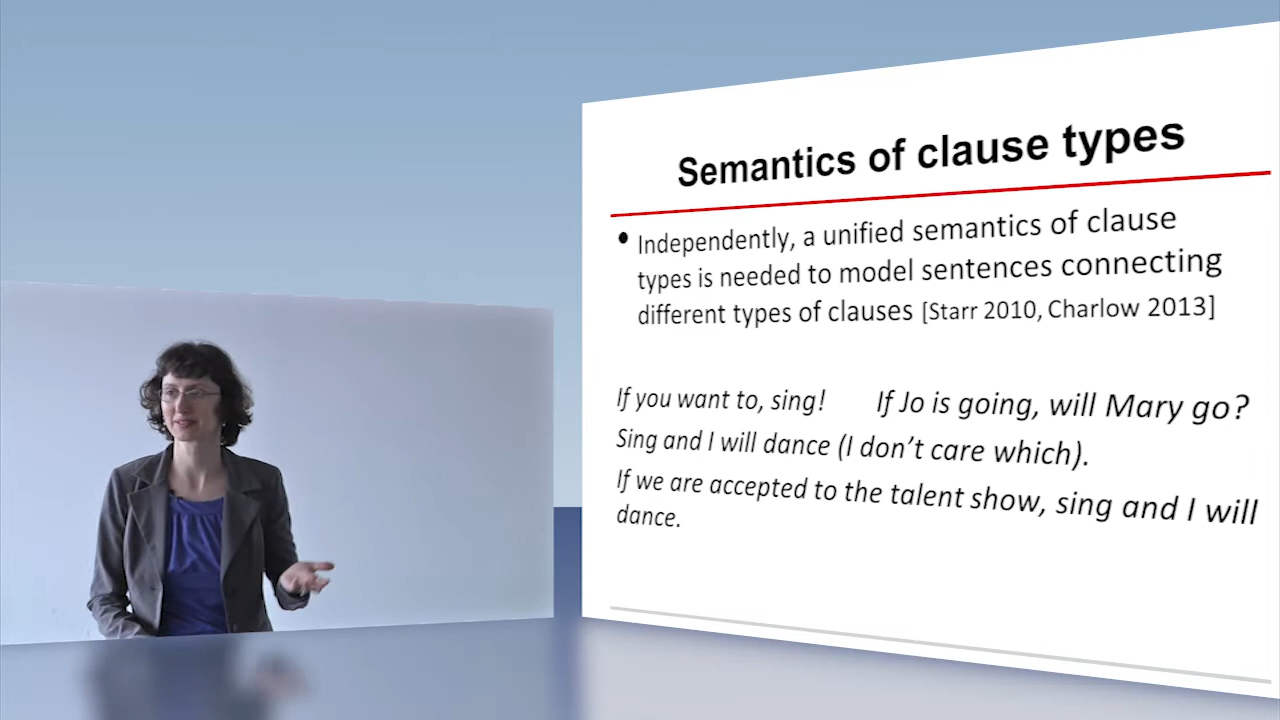 Semantics of clause types
• Independently, a unified semantics of clause
types is needed to model sentences connecting
different types of clauses [Starr 2010, Charlow 2013]
If you want to, sing! If Jo is going, will Mary go?
Sing and I will dance (I don’t care which).
If we are accepted to the talent show, sing and I will
dance.